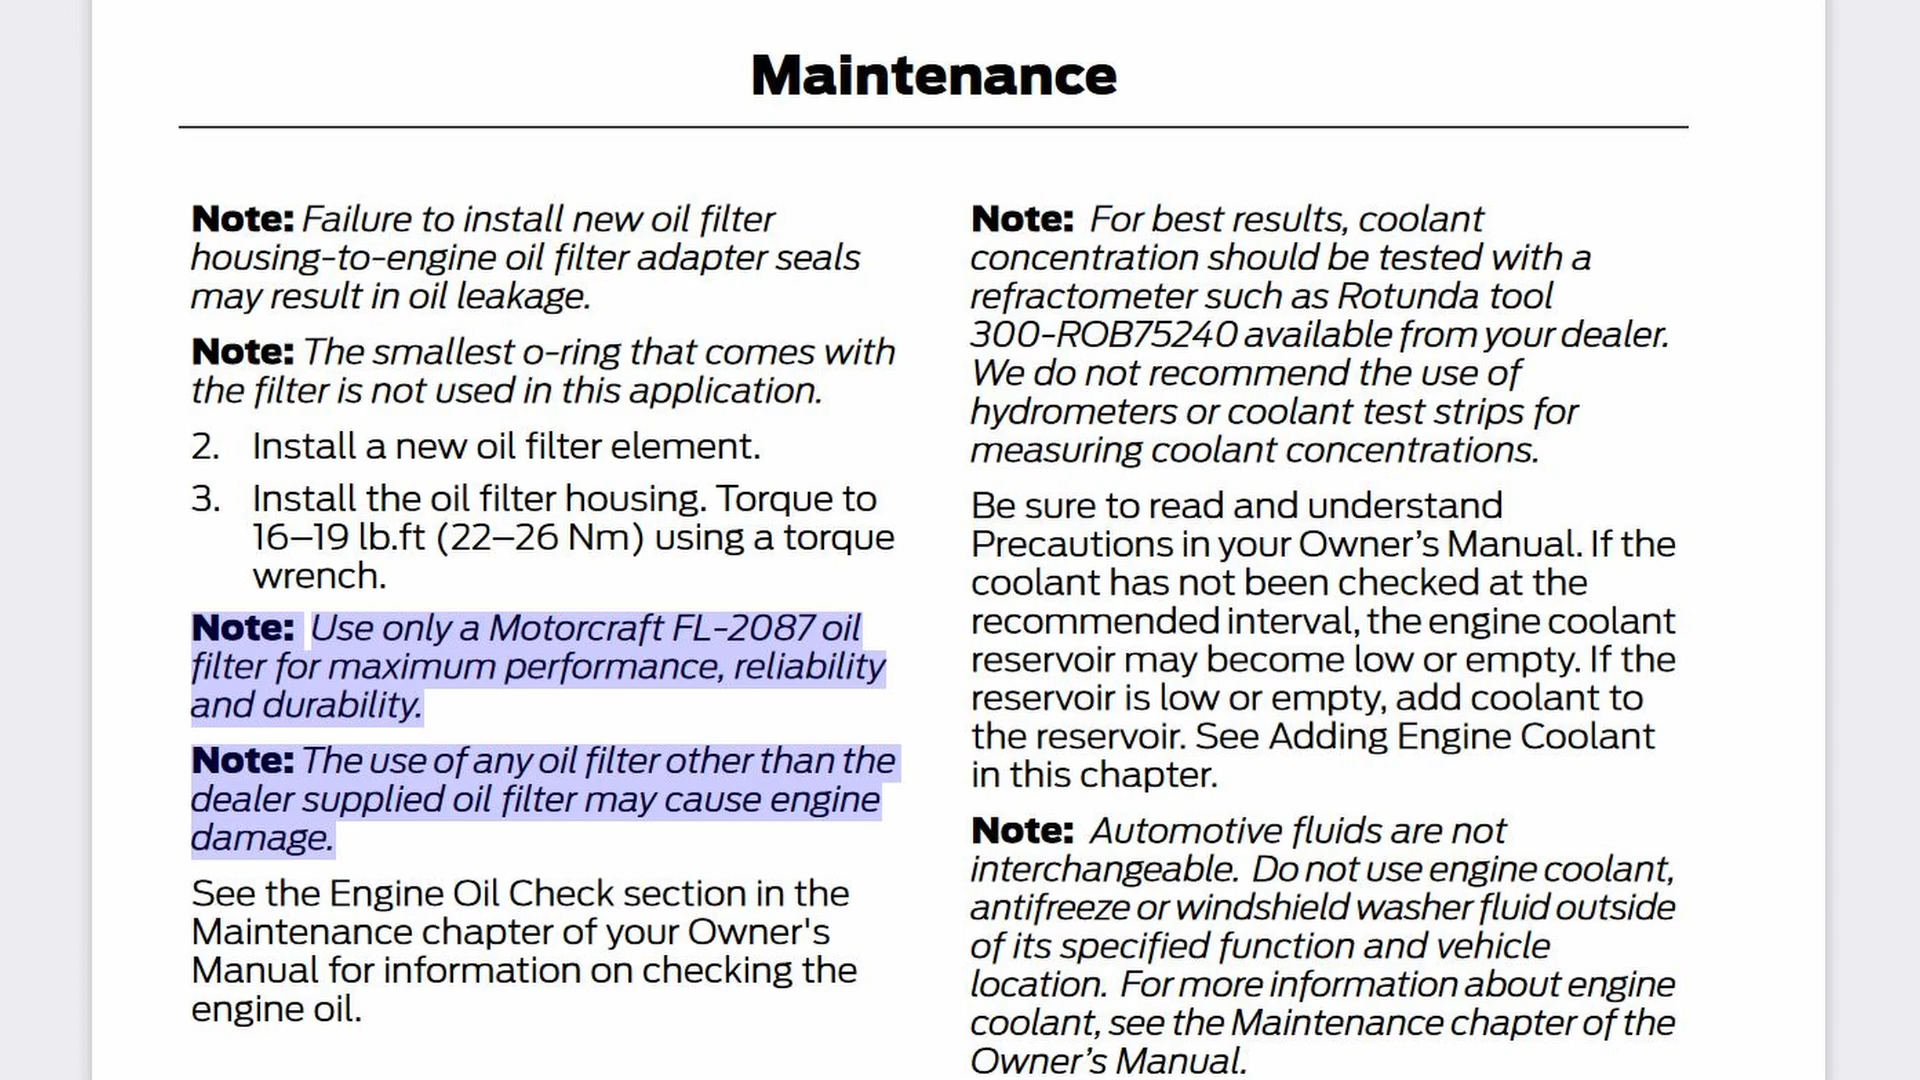 Maintenance
Note: Failure to install new oil filter
housing-to-engine oil filter adapter seals
may result in oil leakage.
Note: The smallest o-ring that comes with
the filter is not used in this application.
2. Install a new oil filter element.
3. Install the oil filter housing. Torque to
16–19 lb.ft (22–26 Nm) using a torque
wrench.
Note: Use only a Motorcraft FL-2087 oil
filter for maximum performance, reliability
and durability.
Note: The use of any oil filter other than the
dealer supplied oil filter may cause engine
damage.
See the Engine Oil Check section in the
Maintenance chapter of your Owner's
Manual for information on checking the
engine oil.
Note: For best results, coolant
concentration should be tested with a
refractometer such as Rotunda tool
300-ROB75240 available from your dealer.
We do not recommend the use of
hydrometers or coolant test strips for
measuring coolant concentrations.
Be sure to read and understand
Precautions in your Owner’s Manual. If the
coolant has not been checked at the
recommended interval, the engine coolant
reservoir may become low or empty. If the
reservoir is low or empty, add coolant to
the reservoir. See Adding Engine Coolant
in this chapter.
Note: Automotive fluids are not
interchangeable. Do not use engine coolant,
antifreeze or windshield washer fluid outside
of its specified function and vehicle
location. For more information about engine
coolant, see the Maintenance chapter of the
Owner’s Manual.